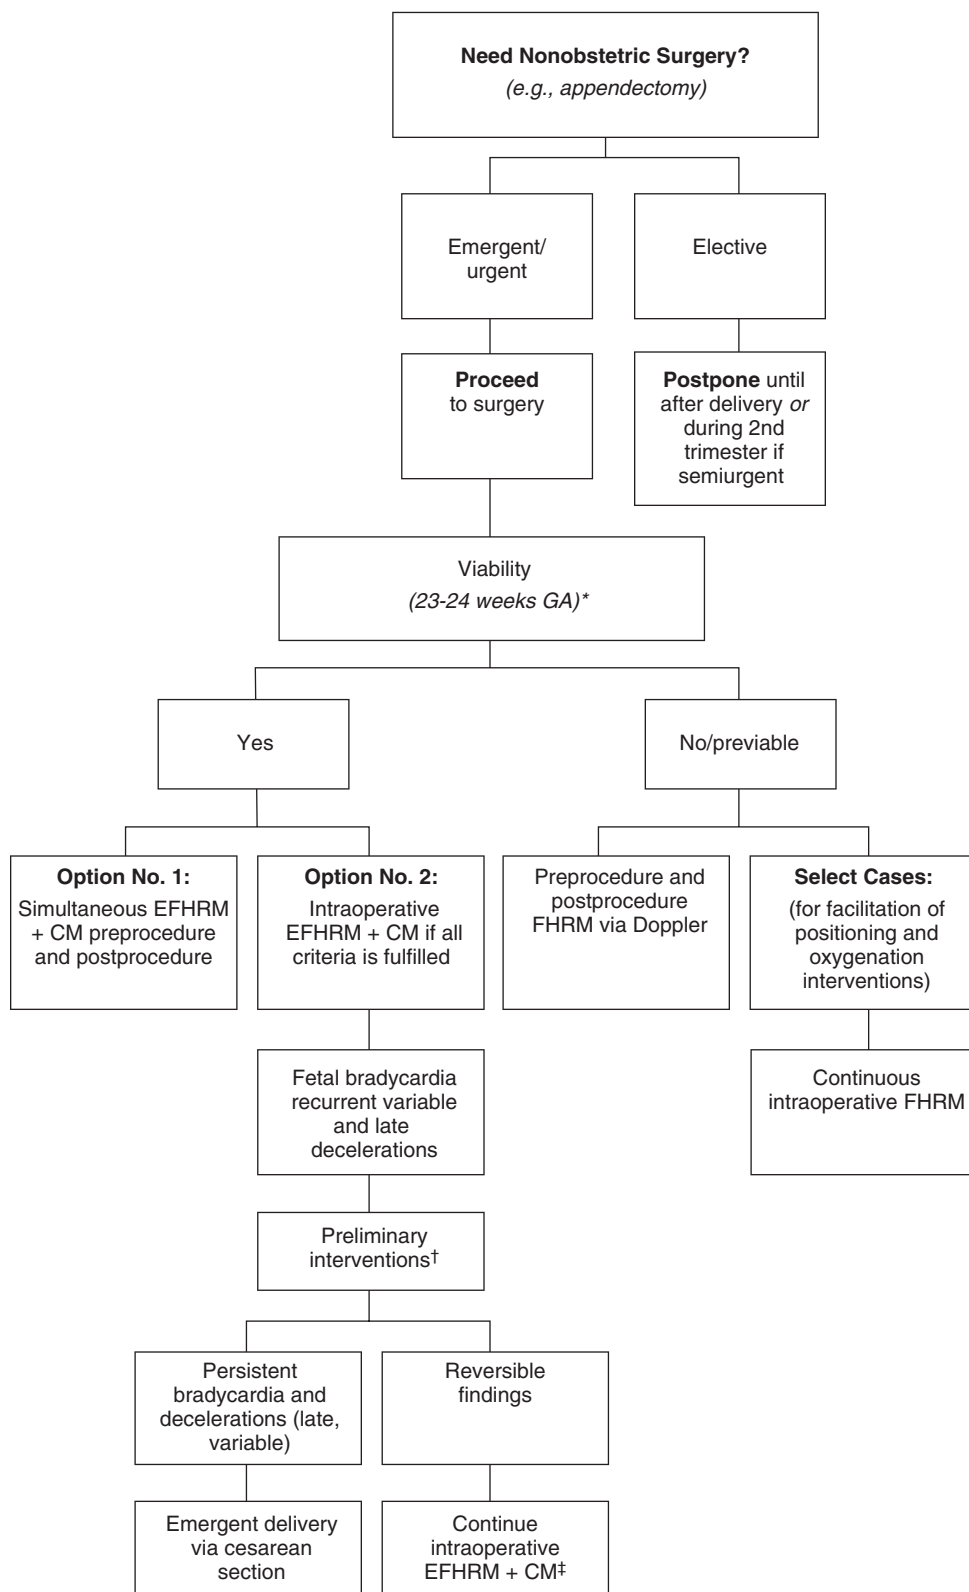 Need Nonobstetric Surgery?
(e.g., appendectomy)
Emergent/
urgent
Elective
Proceed
to surgery
Postpone until
after delivery or
during 2nd
trimester if
semiurgent
Viability
(23-24 weeks GA)*
Yes
No/previable
Option No. 1:
Simultaneous EFHRM
+ CM preprocedure
and postprocedure
Option No. 2:
Intraoperative
EFHRM + CM if all
criteria is fulfilled
Preprocedure and
postprocedure
FHRM via Doppler
Select Cases:
(for facilitation of
positioning and
oxygenation
interventions)
Fetal bradycardia
recurrent variable
and late
decelerations
Continuous
intraoperative FHRM
Preliminary
interventions†
Persistent
bradycardia and
decelerations (late,
variable)
Reversible
findings
Emergent delivery
via cesarean
section
Continue
intraoperative
EFHRM + CM‡